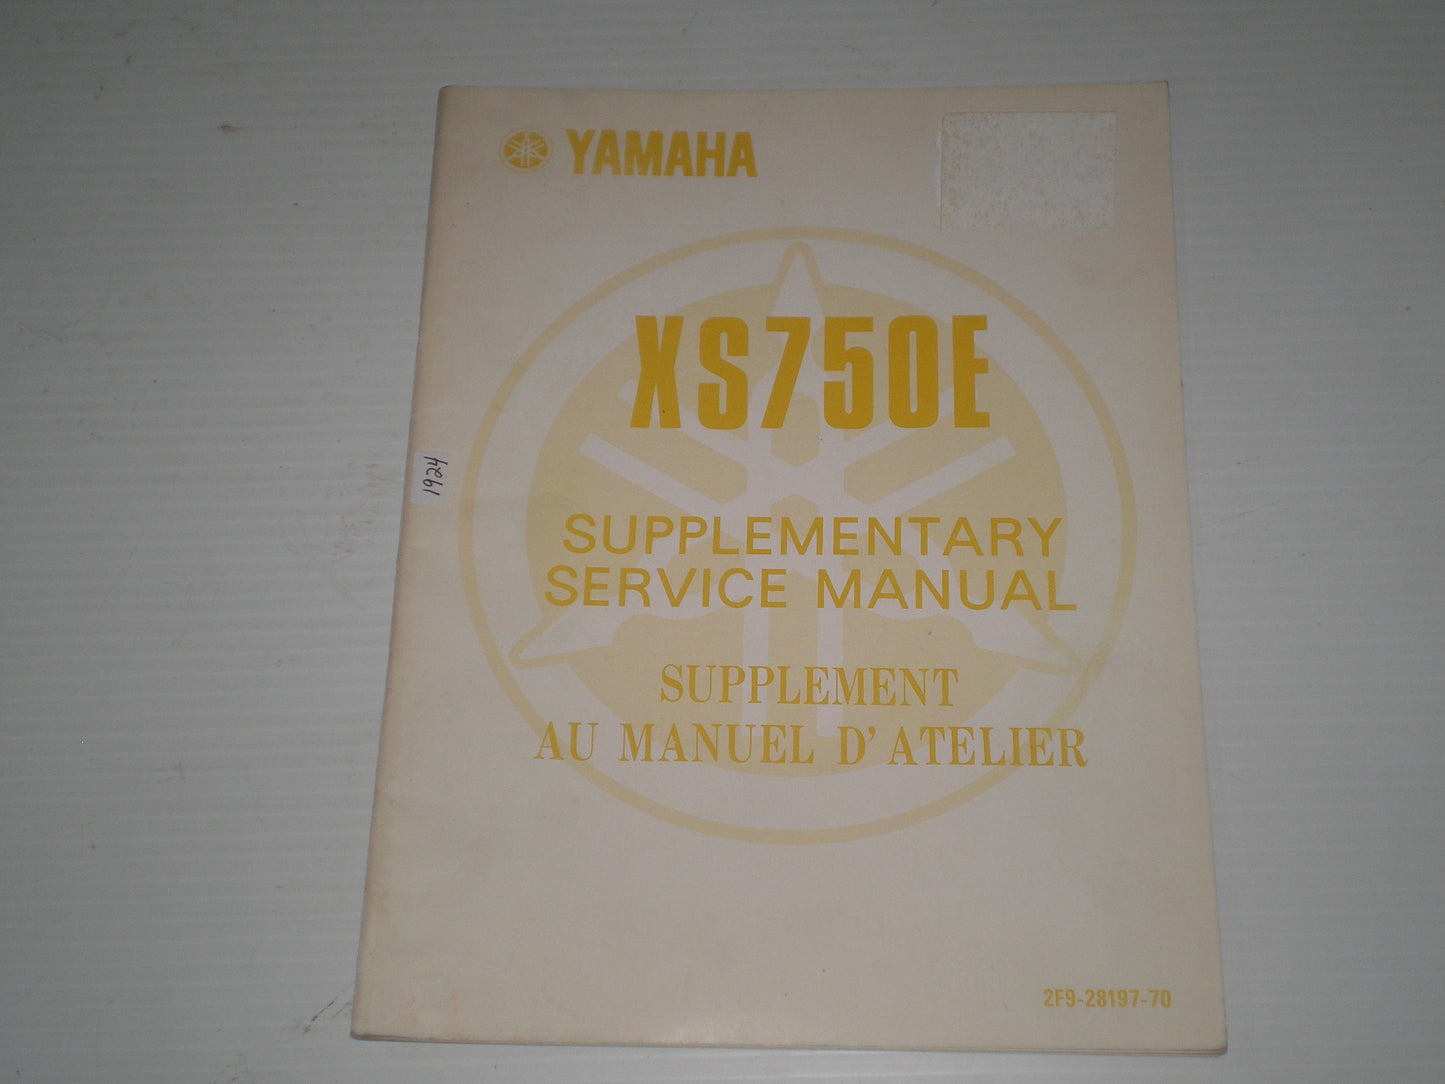 YAMAHA
XS750E
1924
SUPPLEMENTARY
SERVICE MANUAL
SUPPLEMENT
AU MANUEL D'ATELIER
2F9-28197-70